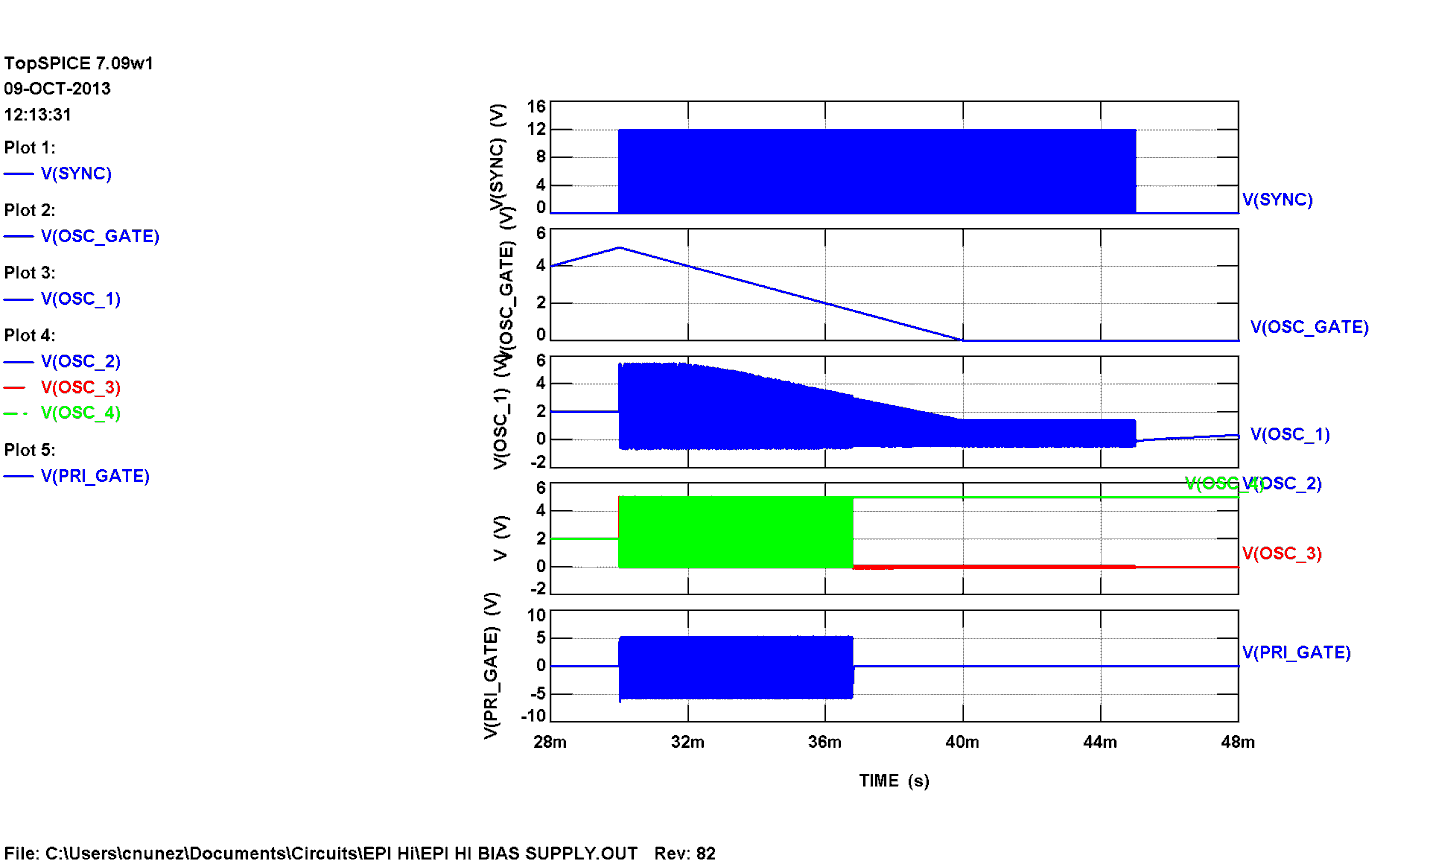 TopSPICE 7.09w1
09-OCT-2013
12:13:31
Plot 1:
V(SYNC)
Plot 2:
V(OSC_GATE)
Plot 3:
V(OSC_1)
Plot 4:
V(OSC_2)
V(OSC_3)
V(OSC_4)
Plot 5:
V(PRI_GATE)
V(SYNC) (V)
16
12
8
4
0
V(SYNC)
V(OSC_GATE) (V)
6
4
2
0
V(OSC_GATE)
V(OSC_1) (V)
6
4
2
0
-2
V(OSC_1)
V (V)
6
4
2
0
-2
V(OSC_4)
V(OSC_2)
V(OSC_3)
V(PRI_GATE) (V)
10
5
0
-5
-10
V(PRI_GATE)
28m 32m 36m 40m 44m 48m
TIME (s)
File: C:\Users\cnunez\Documents\Circuits\EPI Hi\EPI HI BIAS SUPPLY.OUT Rev: 82